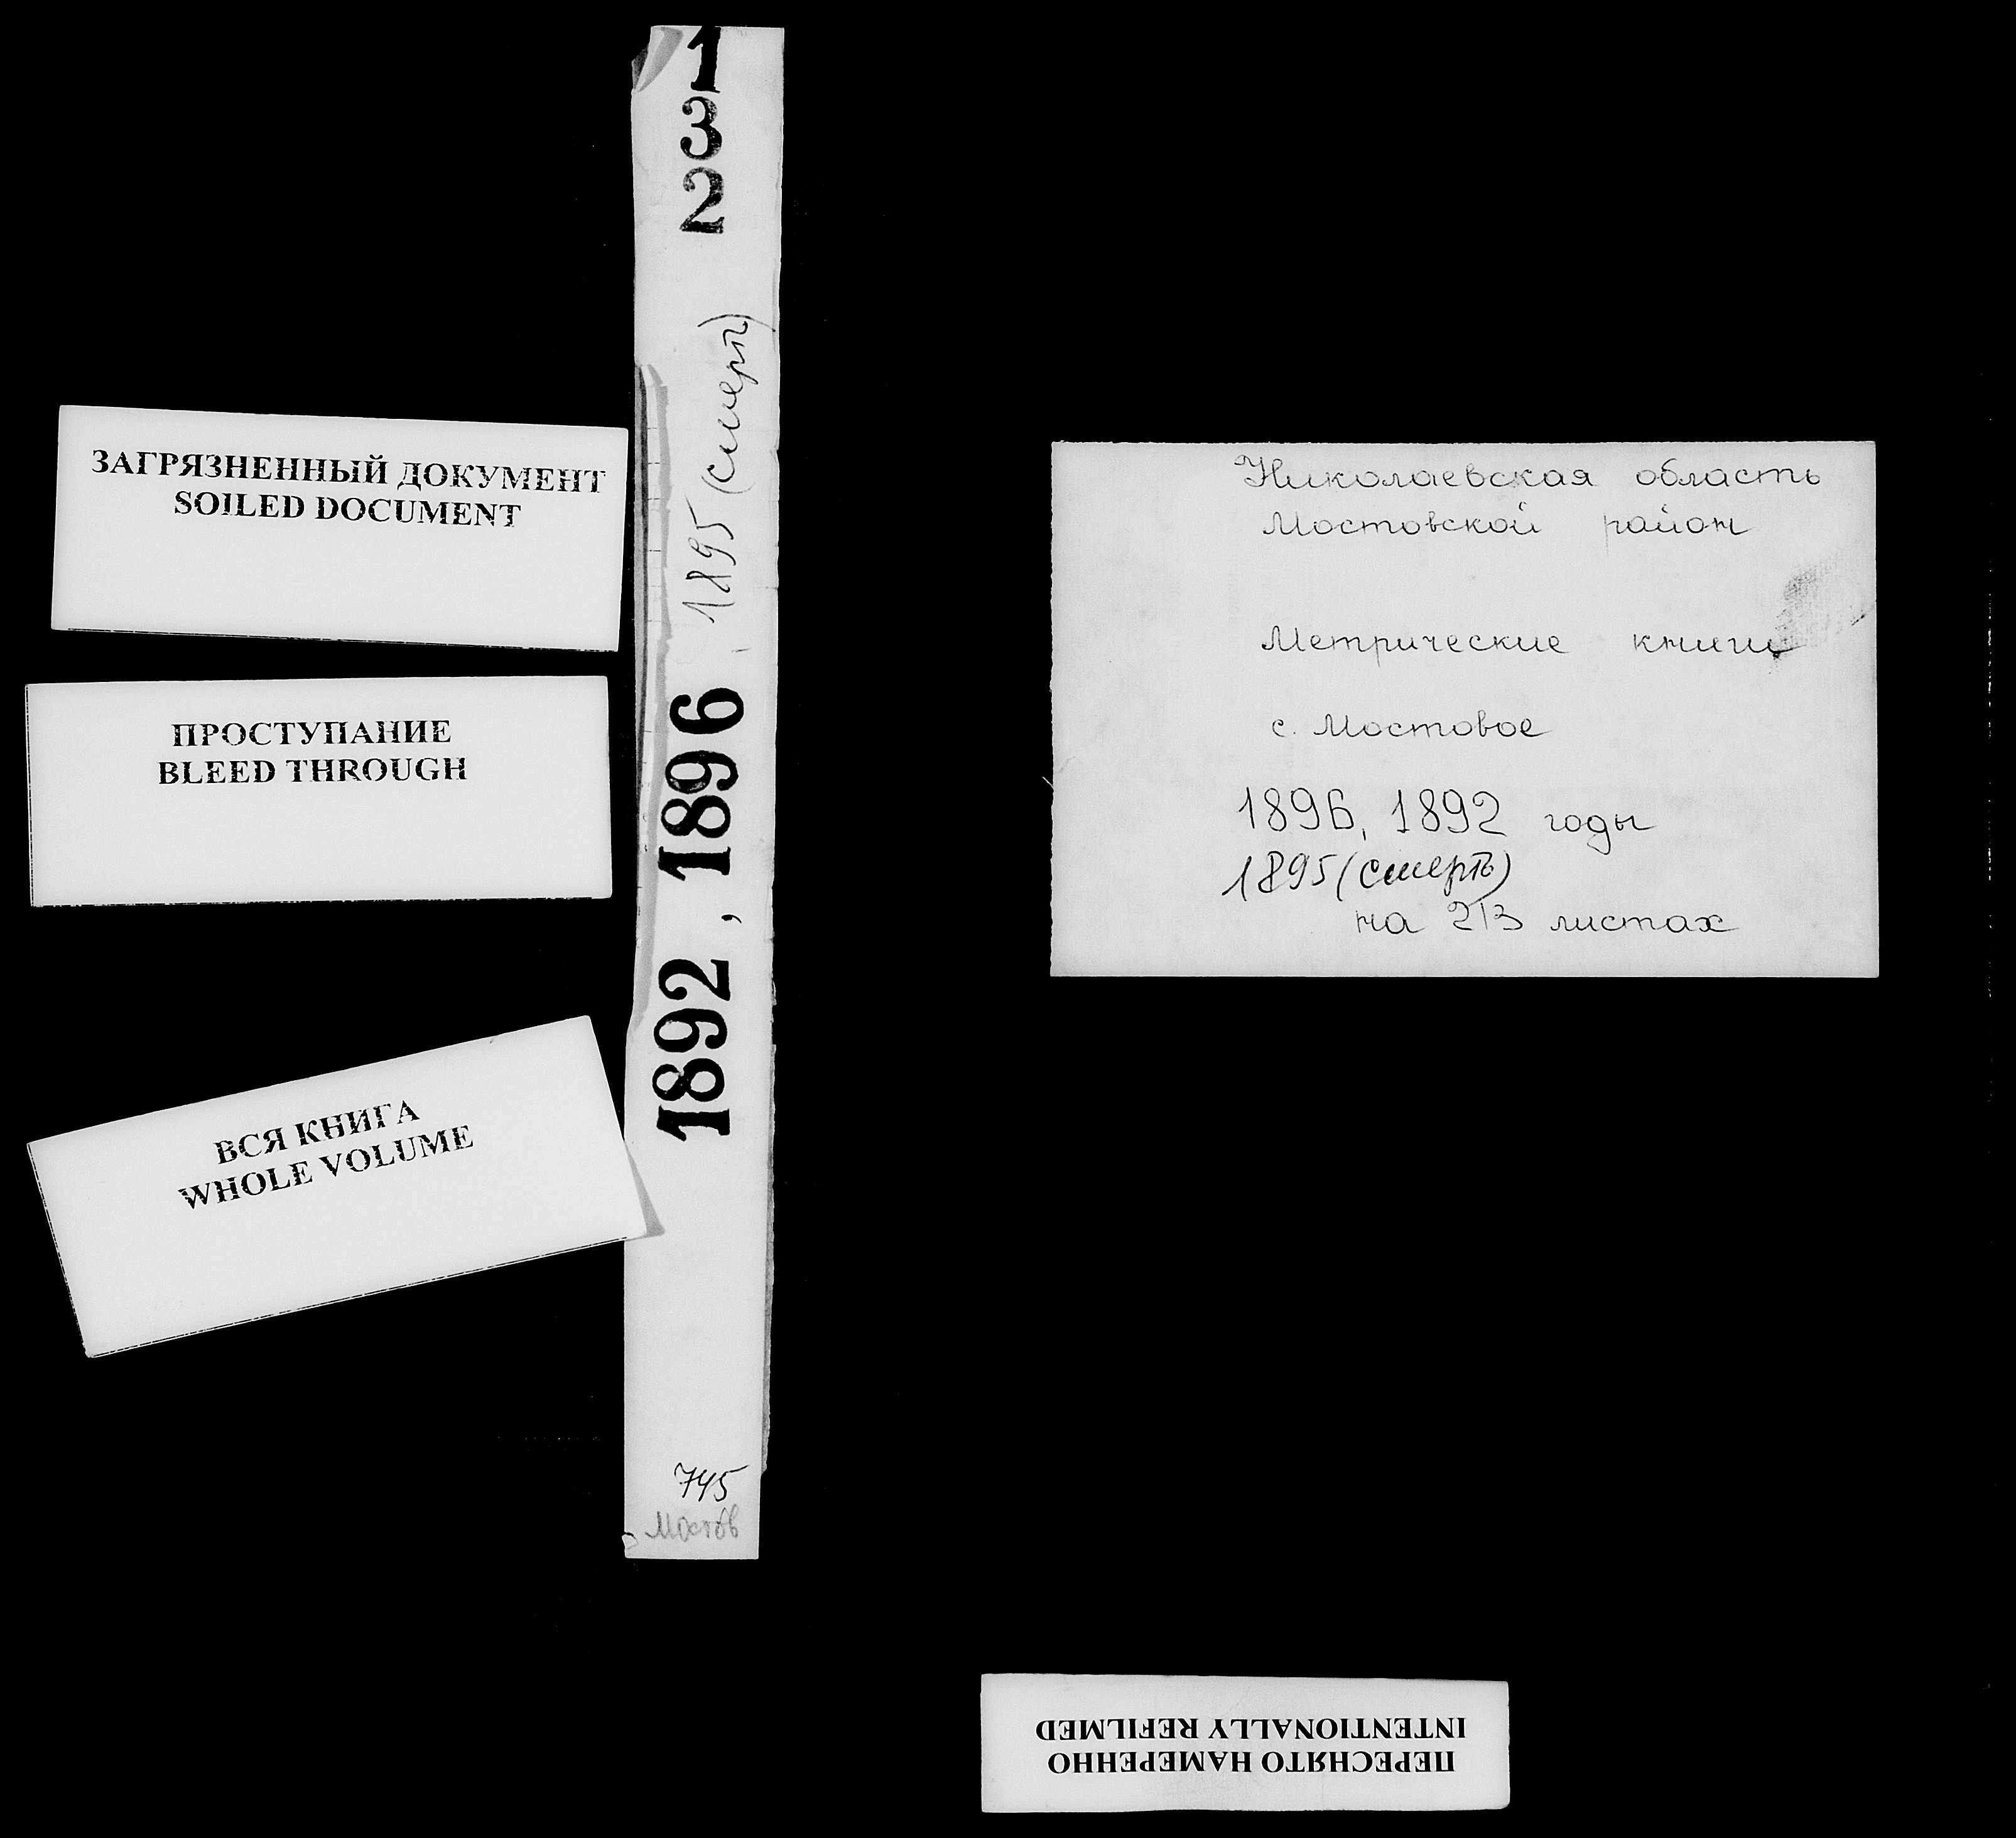 ЗАГРЯЗНЕННЫЙ ДОКУМЕНТ
SOILED DOCUMENT
ПРОСТУПАНИЕ
BLEED THROUGH
ВСЯ КНИГА
WHOLE VOLUME
1
3
2
1892, 1896 1895 (смерть)
745
Мостов
Николаевская область
Мостовской район
Метрические книги
с. Мостовое
1896, 1892 годы
1895 (смерть)
на 213 листах
ПЕРЕСНЯТО НАМЕРЕННО
INTENTIONALLY REFILMED